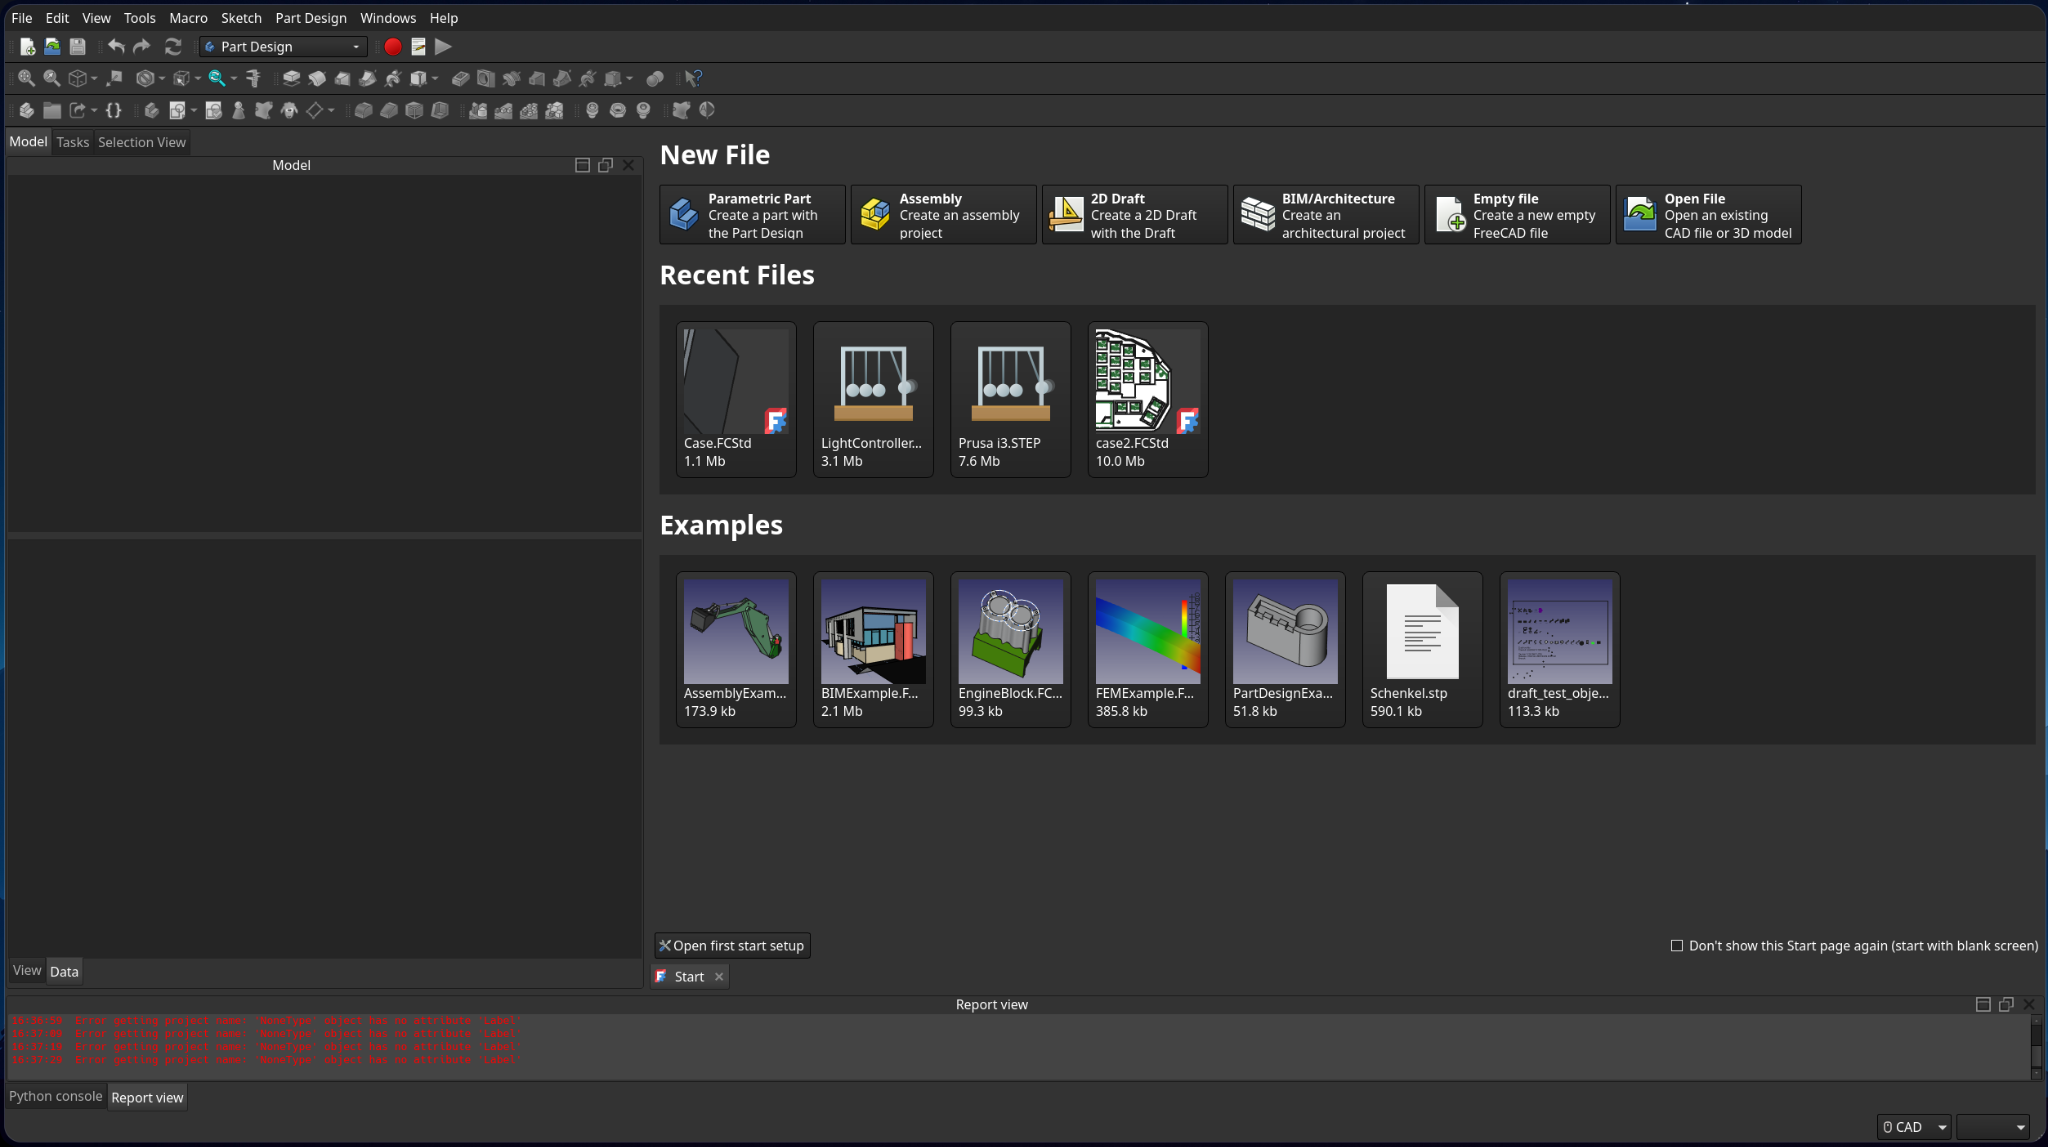 File Edit View Tools Macro Sketch Part Design Windows Help
Part Design
Model Tasks Selection View
Model
New File
Parametric Part
Create a part with
the Part Design
Assembly
Create an assembly
project
2D Draft
Create a 2D Draft
with the Draft
BIM/Architecture
Create an
architectural project
Empty file
Create a new empty
FreeCAD file
Open File
Open an existing
CAD file or 3D model
Recent Files
Case.FCStd
1.1 Mb
LightController...
3.1 Mb
Prusa i3.STEP
7.6 Mb
case2.FCStd
10.0 Mb
Examples
AssemblyExam...
173.9 kb
BIMExample.F...
2.1 Mb
EngineBlock.FC...
99.3 kb
FEMExample.F...
385.8 kb
PartDesignExa...
51.8 kb
Schenkel.stp
590.1 kb
draft_test_obje...
113.3 kb
Open first start setup
Don't show this Start page again (start with blank screen)
View Data
Start
Report view
Error getting project name: 'NoneType' object has no attribute 'Label'
Error getting project name: 'NoneType' object has no attribute 'Label'
Error getting project name: 'NoneType' object has no attribute 'Label'
Error getting project name: 'NoneType' object has no attribute 'Label'
Python console Report view
CAD